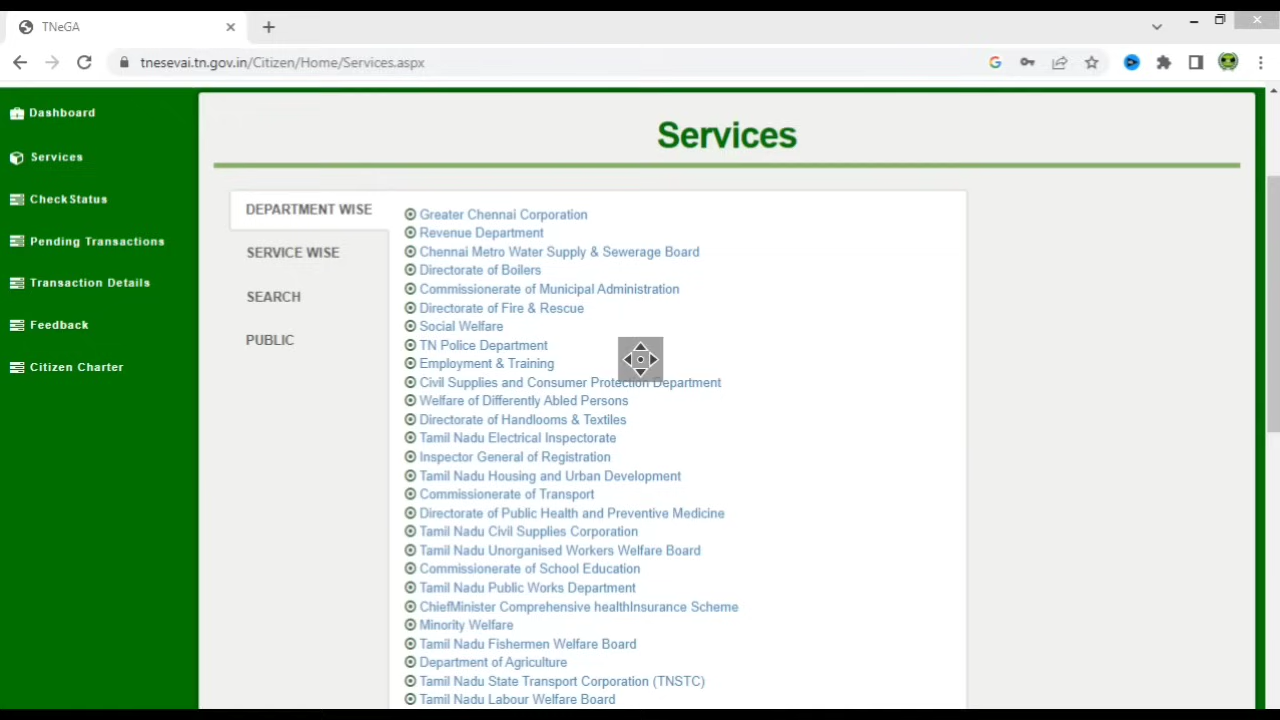 TNeGA
tnesevai.tn.gov.in/Citizen/Home/Services.aspx
Dashboard
Services
CheckStatus
Pending Transactions
Transaction Details
Feedback
Citizen Charter
Services
DEPARTMENT WISE
SERVICE WISE
SEARCH
PUBLIC
Greater Chennai Corporation
Revenue Department
Chennai Metro Water Supply & Sewerage Board
Directorate of Boilers
Commissionerate of Municipal Administration
Directorate of Fire & Rescue
Social Welfare
TN Police Department
Employment & Training
Civil Supplies and Consumer Protection Department
Welfare of Differently Abled Persons
Directorate of Handlooms & Textiles
Tamil Nadu Electrical Inspectorate
Inspector General of Registration
Tamil Nadu Housing and Urban Development
Commissionerate of Transport
Directorate of Public Health and Preventive Medicine
Tamil Nadu Civil Supplies Corporation
Tamil Nadu Unorganised Workers Welfare Board
Commissionerate of School Education
Tamil Nadu Public Works Department
ChiefMinister Comprehensive healthInsurance Scheme
Minority Welfare
Tamil Nadu Fishermen Welfare Board
Department of Agriculture
Tamil Nadu State Transport Corporation (TNSTC)
Tamil Nadu Labour Welfare Board